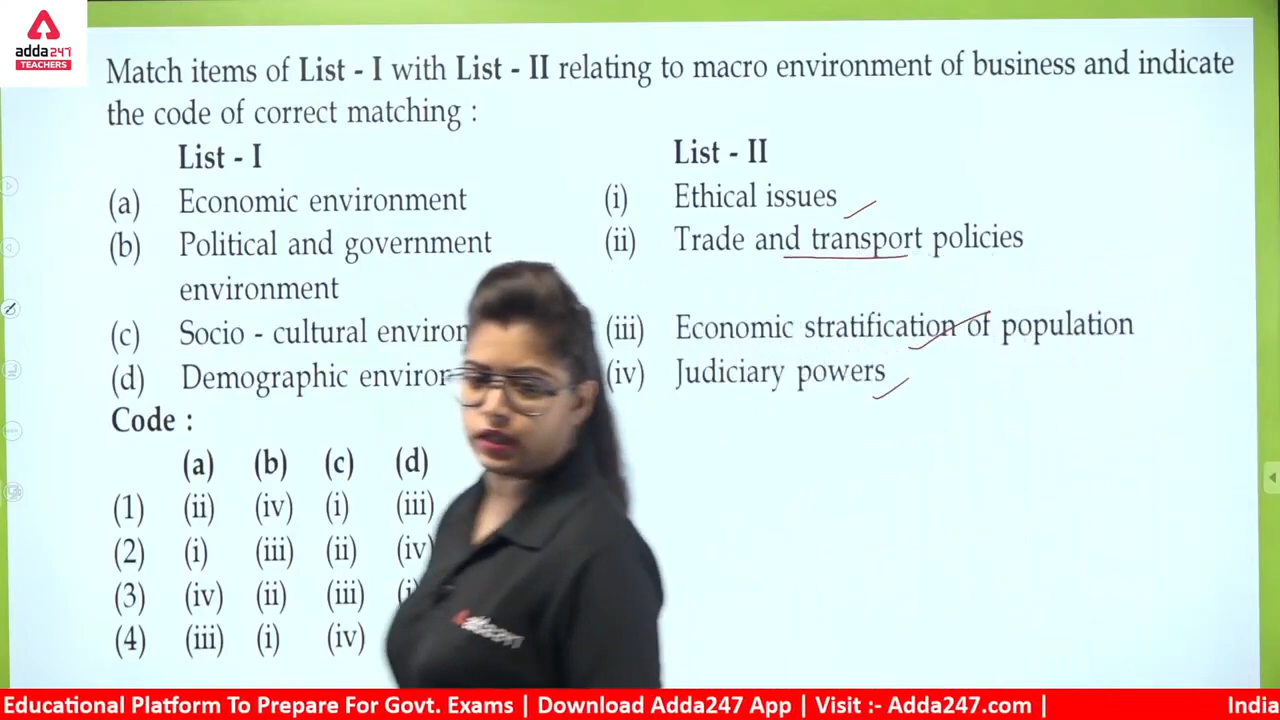 adda247
TEACHERS
Match items of List - I with List - II relating to macro environment of business and indicate
the code of correct matching :
List - I List - II
(a) Economic environment (i) Ethical issues
(b) Political and government (ii) Trade and transport policies
environment
(c) Socio - cultural environ (iii) Economic stratification of population
(d) Demographic environ (iv) Judiciary powers
Code :
(a) (b) (c) (d)
(1) (ii) (iv) (i) (iii)
(2) (i) (iii) (ii) (iv)
(3) (iv) (ii) (iii)
(4) (iii) (i) (iv)
adda247
Educational Platform To Prepare For Govt. Exams | Download Adda247 App | Visit :- Adda247.com | India